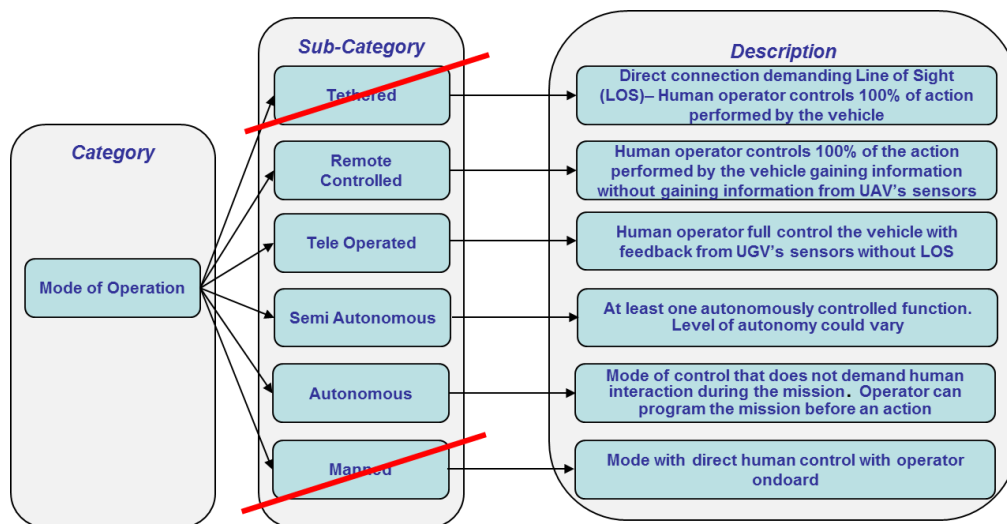 Category
Mode of Operation
Sub-Category
Tethered
Remote
Controlled
Tele Operated
Semi Autonomous
Autonomous
Manned
Description
Direct connection demanding Line of Sight
(LOS)– Human operator controls 100% of action
performed by the vehicle
Human operator controls 100% of the action
performed by the vehicle gaining information
without gaining information from UAV's sensors
Human operator full control the vehicle with
feedback from UGV's sensors without LOS
At least one autonomously controlled function.
Level of autonomy could vary
Mode of control that does not demand human
interaction during the mission. Operator can
program the mission before an action
Mode with direct human control with operator
ondoard